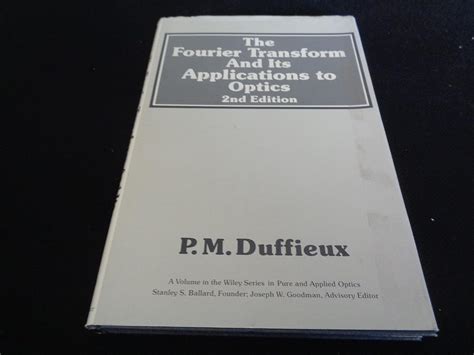 The
Fourier Transform
And Its
Applications to
Optics
2nd Edition
P.M. Duffieux
A Volume in the Wiley Series in Pure and Applied Optics
Stanley S. Ballard, Founder; Joseph W. Goodman, Advisory Editor